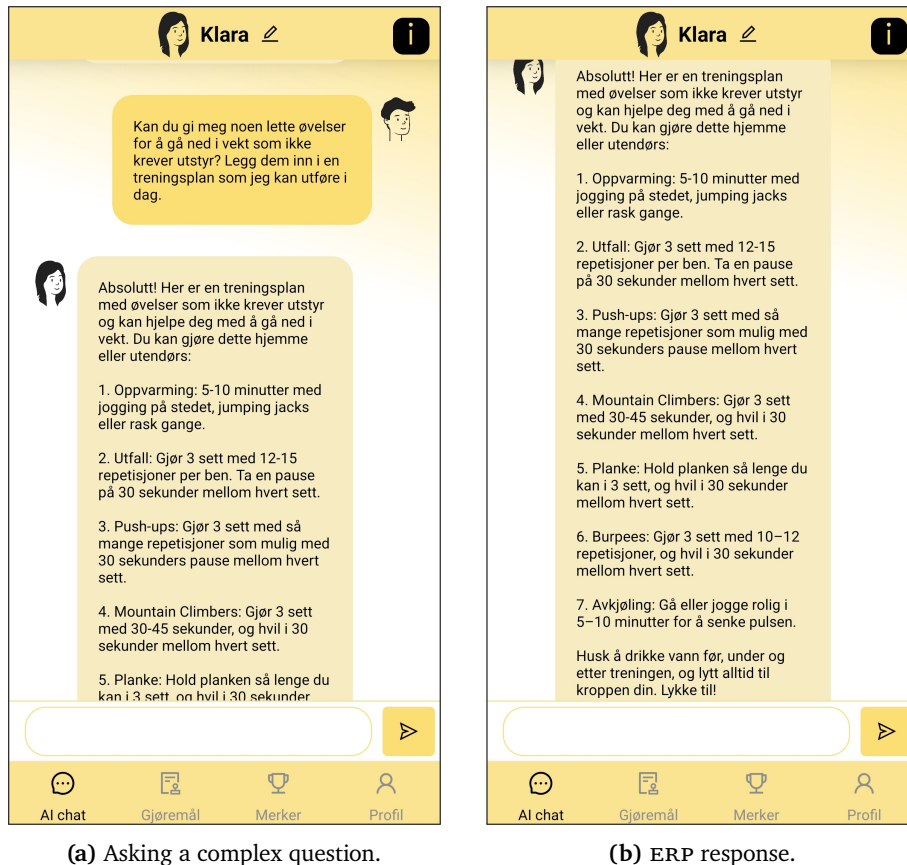 Klara
i
Kan du gi meg noen lette øvelser
for å gå ned i vekt som ikke
krever utstyr? Legg dem inn i en
treningsplan som jeg kan utføre i
dag.
Absolutt! Her er en treningsplan
med øvelser som ikke krever utstyr
og kan hjelpe deg med å gå ned i
vekt. Du kan gjøre dette hjemme
eller utendørs:
1. Oppvarming: 5-10 minutter med
jogging på stedet, jumping jacks
eller rask gange.
2. Utfall: Gjør 3 sett med 12-15
repetisjoner per ben. Ta en pause
på 30 sekunder mellom hvert sett.
3. Push-ups: Gjør 3 sett med så
mange repetisjoner som mulig med
30 sekunders pause mellom hvert
sett.
4. Mountain Climbers: Gjør 3 sett
med 30-45 sekunder, og hvil i 30
sekunder mellom hvert sett.
5. Planke: Hold planken så lenge du
kan i 3 sett, og hvil i 30 sekunder
AI chat
Gjøremål
Merker
Profil
(a) Asking a complex question.
Klara
i
Absolutt! Her er en treningsplan
med øvelser som ikke krever utstyr
og kan hjelpe deg med å gå ned i
vekt. Du kan gjøre dette hjemme
eller utendørs:
1. Oppvarming: 5-10 minutter med
jogging på stedet, jumping jacks
eller rask gange.
2. Utfall: Gjør 3 sett med 12-15
repetisjoner per ben. Ta en pause
på 30 sekunder mellom hvert sett.
3. Push-ups: Gjør 3 sett med så
mange repetisjoner som mulig med
30 sekunders pause mellom hvert
sett.
4. Mountain Climbers: Gjør 3 sett
med 30-45 sekunder, og hvil i 30
sekunder mellom hvert sett.
5. Planke: Hold planken så lenge du
kan i 3 sett, og hvil i 30 sekunder
mellom hvert sett.
6. Burpees: Gjør 3 sett med 10–12
repetisjoner, og hvil i 30 sekunder
mellom hvert sett.
7. Avkjøling: Gå eller jogge rolig i
5–10 minutter for å senke pulsen.
Husk å drikke vann før, under og
etter treningen, og lytt alltid til
kroppen din. Lykke til!
AI chat
Gjøremål
Merker
Profil
(b) ERP response.